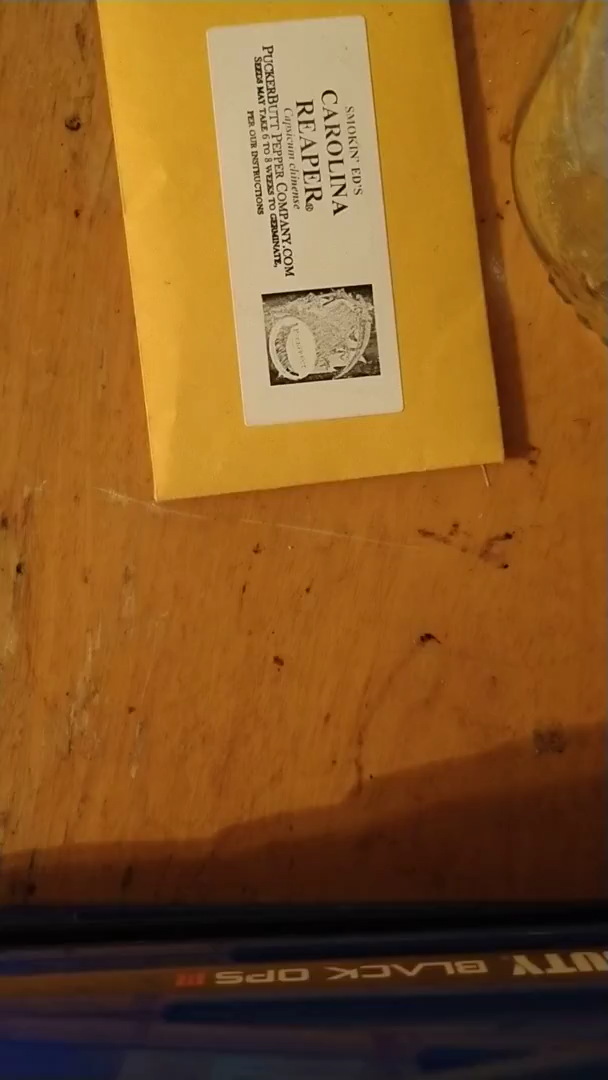 SMOKIN' ED'S
CAROLINA
REAPER®
Capsicum chinense
PUCKERBUTT PEPPER COMPANY.COM
SEEDS MAY TAKE 6 TO 8 WEEKS TO GERMINATE,
PER OUR INSTRUCTIONS
UTY BLACK OPS III